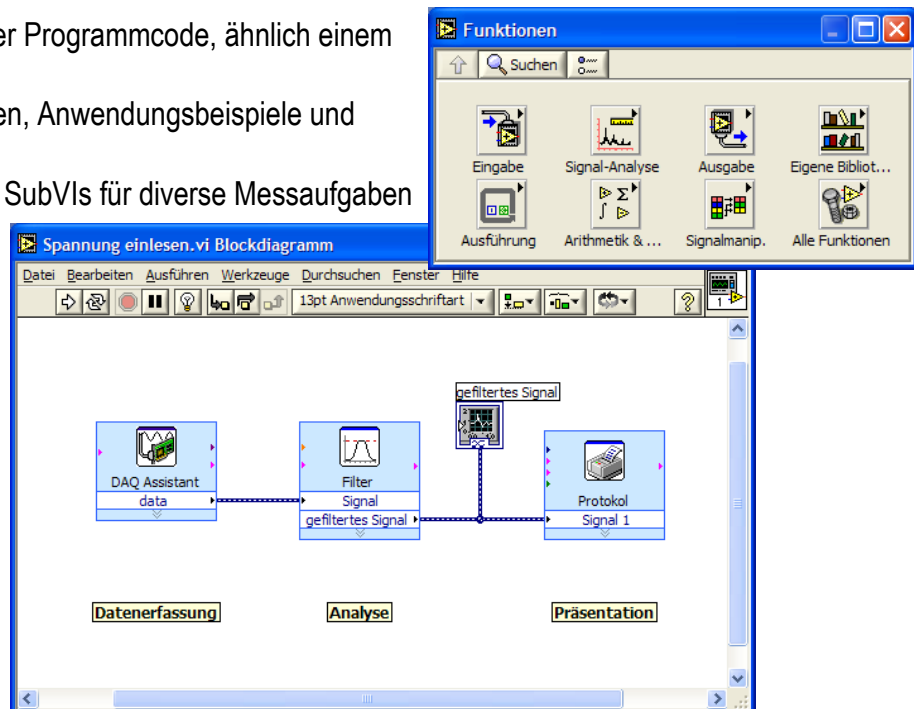 er Programmcode, ähnlich einem
en, Anwendungsbeispiele und
SubVIs für diverse Messaufgaben
Funktionen
Suchen
Eingabe Signal-Analyse Ausgabe Eigene Bibliot...
Ausführung Arithmetik & ... Signalmanip. Alle Funktionen
Spannung einlesen.vi Blockdiagramm
Datei Bearbeiten Ausführen Werkzeuge Durchsuchen Fenster Hilfe
13pt Anwendungsschriftart
1
gefiltertes Signal
DAQ Assistant
data
Filter
Signal
gefiltertes Signal
Protokol
Signal 1
Datenerfassung Analyse Präsentation